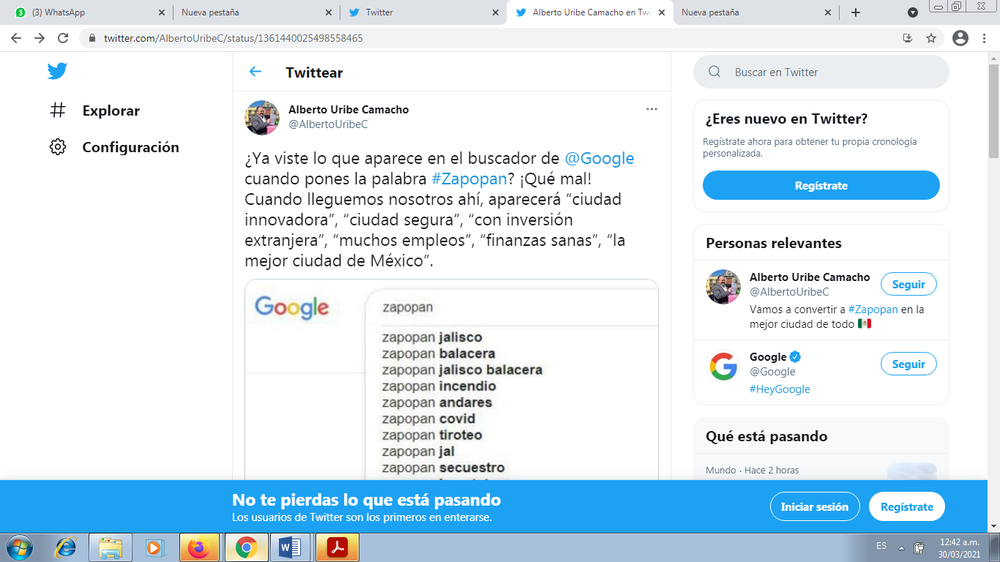 (3) WhatsApp
Nueva pestaña
Twitter
Alberto Uribe Camacho en Twi
Nueva pestaña
twitter.com/AlbertoUribeC/status/1361440025498558465
Explorar
Configuración
Twittear
Alberto Uribe Camacho
@AlbertoUribeC
¿Ya viste lo que aparece en el buscador de @Google
cuando pones la palabra #Zapopan? ¡Qué mal!
Cuando lleguemos nosotros ahí, aparecerá “ciudad
innovadora”, “ciudad segura”, “con inversión
extranjera”, “muchos empleos”, “finanzas sanas”, “la
mejor ciudad de México”.
Google
zapopan
zapopan jalisco
zapopan balacera
zapopan jalisco balacera
zapopan incendio
zapopan andares
zapopan covid
zapopan tiroteo
zapopan jal
zapopan secuestro
Buscar en Twitter
¿Eres nuevo en Twitter?
Regístrate ahora para obtener tu propia cronología
personalizada.
Regístrate
Personas relevantes
Alberto Uribe Camacho
@AlbertoUribeC
Seguir
Vamos a convertir a #Zapopan en la
mejor ciudad de todo
Google
@Google
Seguir
#HeyGoogle
Qué está pasando
Mundo · Hace 2 horas
No te pierdas lo que está pasando
Los usuarios de Twitter son los primeros en enterarse.
Iniciar sesión
Regístrate
ES
12:42 a.m.
30/03/2021